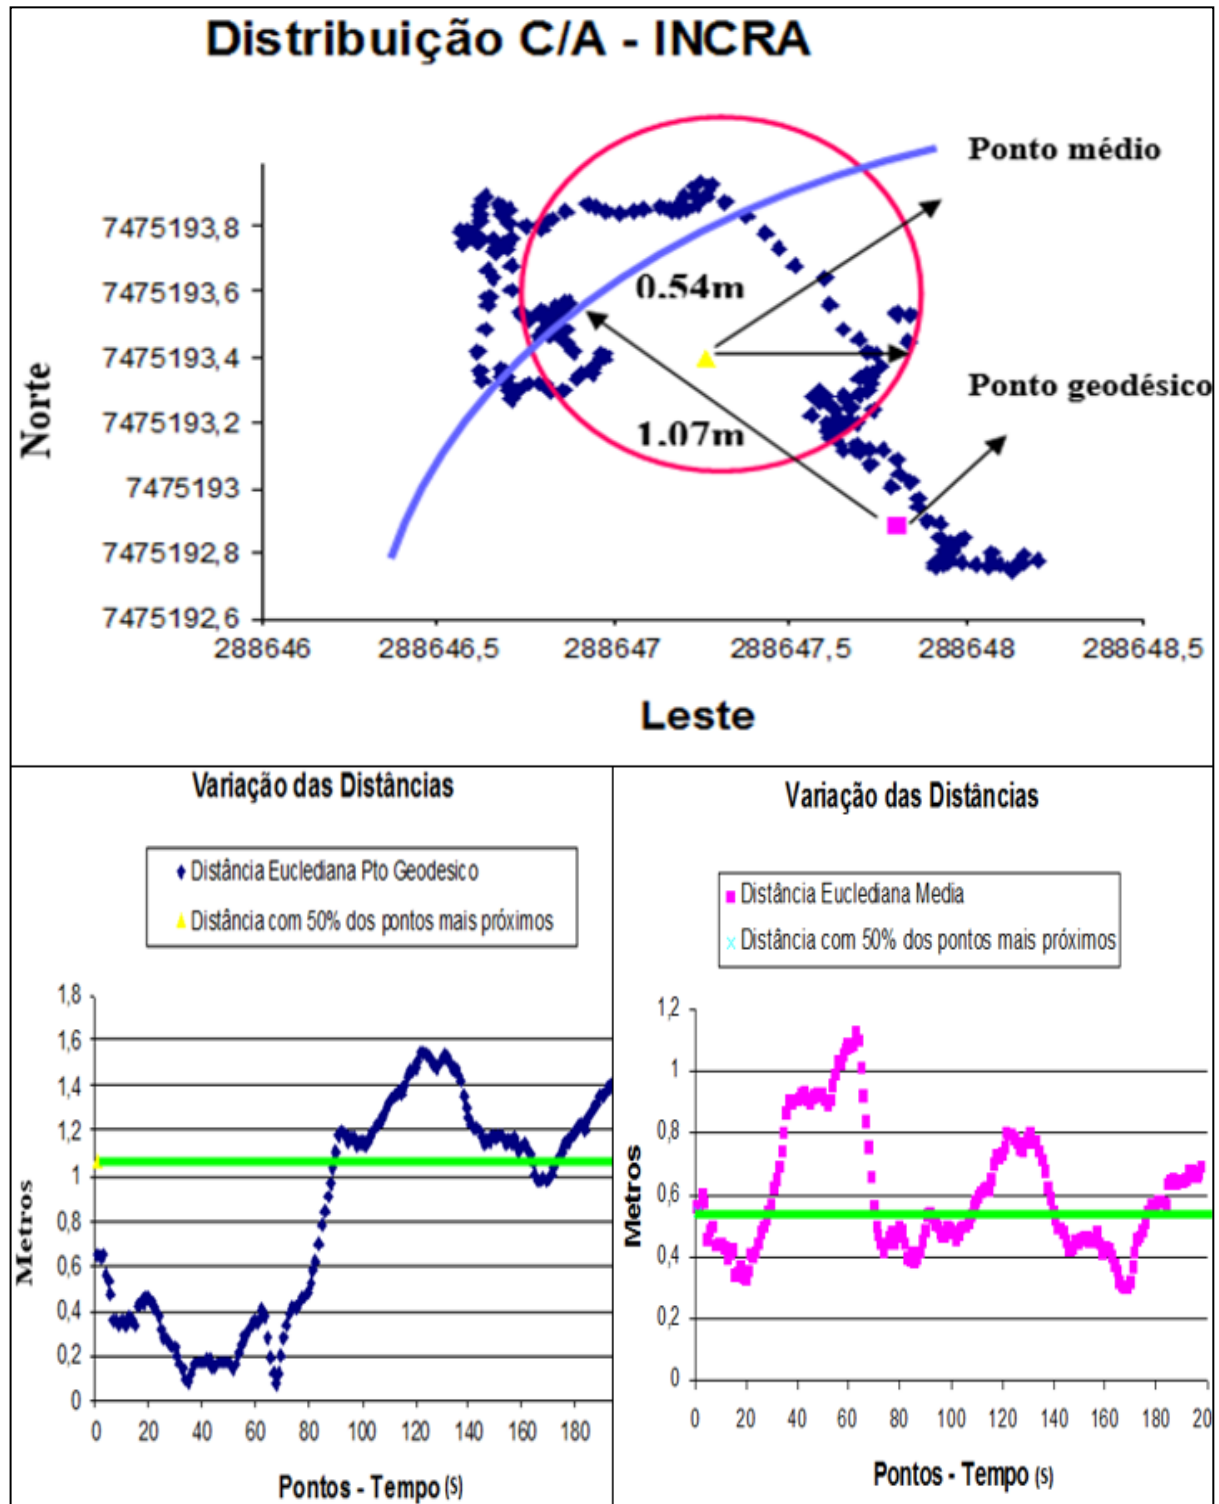 Distribuição C/A - INCRA
Ponto médio
7475193,8
7475193,6
0.54m
7475193,4
Ponto geodésico
7475193,2
1.07m
7475193
7475192,8
7475192,6
Norte
288646 288646,5 288647 288647,5 288648 288648,5
Leste
Variação das Distâncias
Distância Euclediana Pto Geodesico
Distância com 50% dos pontos mais próximos
1,8
1,6
1,4
1,2
1
0,8
0,6
0,4
0,2
0
Metros
0 20 40 60 80 100 120 140 160 180
Pontos - Tempo (s)
Variação das Distâncias
Distância Euclediana Media
Distância com 50% dos pontos mais próximos
1,2
1
0,8
0,6
0,4
0,2
0
Metros
0 20 40 60 80 100 120 140 160 180 20
Pontos - Tempo (s)